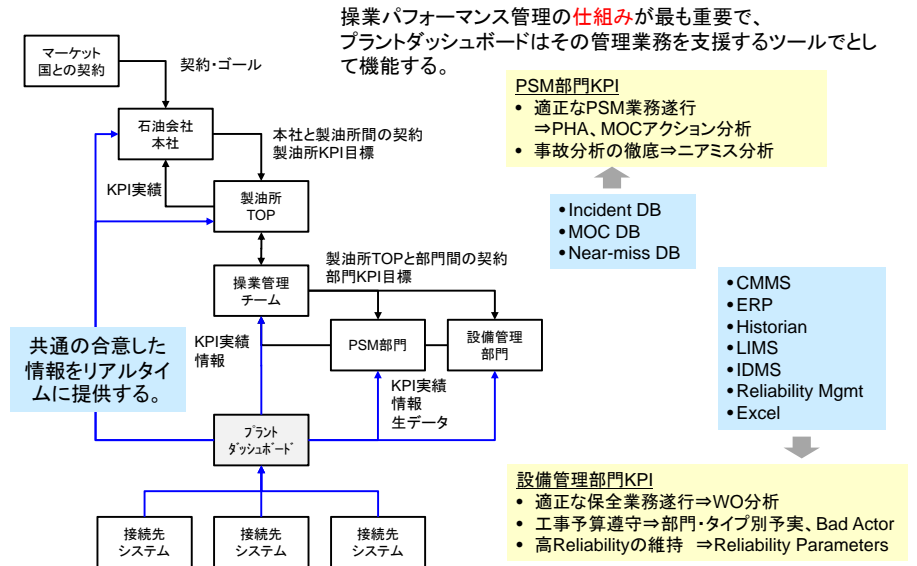 操業パフォーマンス管理の仕組みが最も重要で、
プラントダッシュボードはその管理業務を支援するツールでとし
て機能する。
マーケット
国との契約
契約・ゴール
石油会社
本社
本社と製油所間の契約
製油所KPI目標
KPI実績
製油所
TOP
製油所TOPと部門間の契約
部門KPI目標
操業管理
チーム
KPI実績
情報
PSM部門
設備管理
部門
共通の合意した
情報をリアルタイ
ムに提供する。
KPI実績
情報
生データ
プラント
ダッシュボード
接続先
システム
接続先
システム
接続先
システム
PSM部門KPI
• 適正なPSM業務遂行
⇒PHA、MOCアクション分析
• 事故分析の徹底⇒ニアミス分析
•Incident DB
•MOC DB
•Near-miss DB
•CMMS
•ERP
•Historian
•LIMS
•IDMS
•Reliability Mgmt
•Excel
設備管理部門KPI
• 適正な保全業務遂行⇒WO分析
• 工事予算遵守⇒部門・タイプ別予実、Bad Actor
• 高Reliabilityの維持 ⇒Reliability Parameters